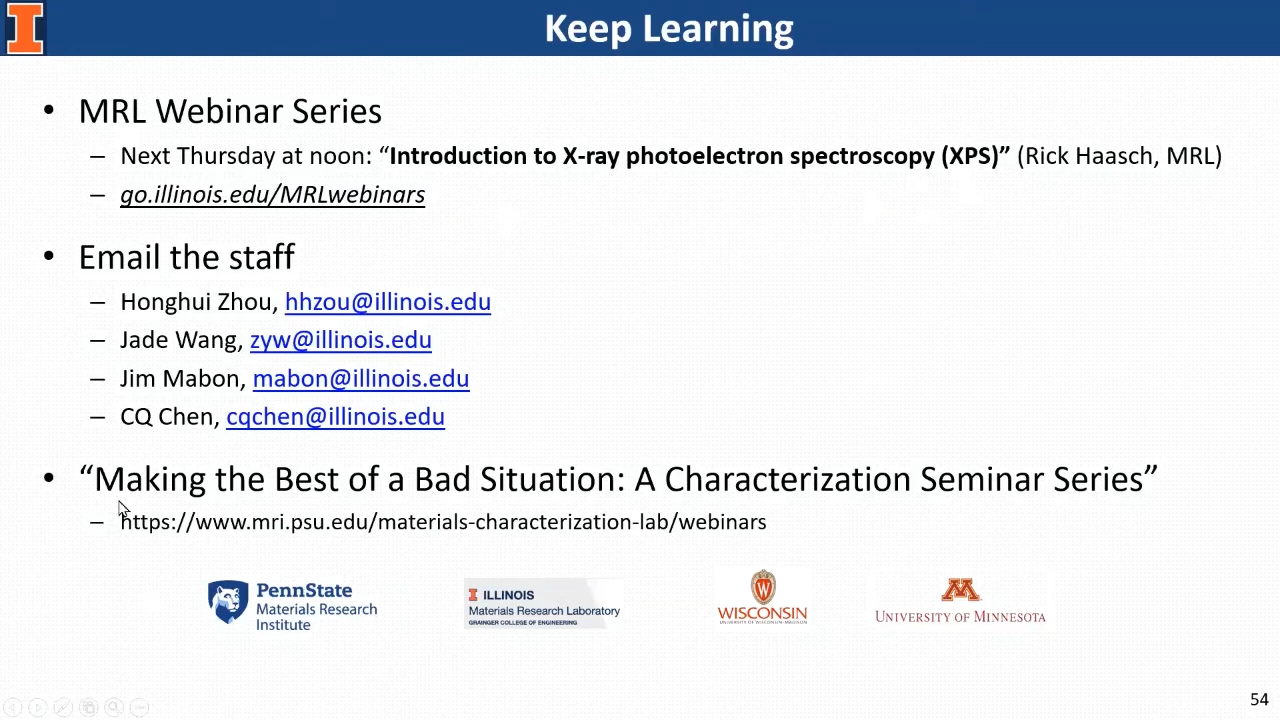 Keep Learning
• MRL Webinar Series
– Next Thursday at noon: “Introduction to X-ray photoelectron spectroscopy (XPS)” (Rick Haasch, MRL)
– go.illinois.edu/MRLwebinars
• Email the staff
– Honghui Zhou, hhzou@illinois.edu
– Jade Wang, zyw@illinois.edu
– Jim Mabon, mabon@illinois.edu
– CQ Chen, cqchen@illinois.edu
• “Making the Best of a Bad Situation: A Characterization Seminar Series”
– https://www.mri.psu.edu/materials-characterization-lab/webinars
PennState
Materials Research
Institute
I ILLINOIS
Materials Research Laboratory
GRAINGER COLLEGE OF ENGINEERING
W
WISCONSIN
UNIVERSITY OF WISCONSIN-MADISON
M
UNIVERSITY OF MINNESOTA
54